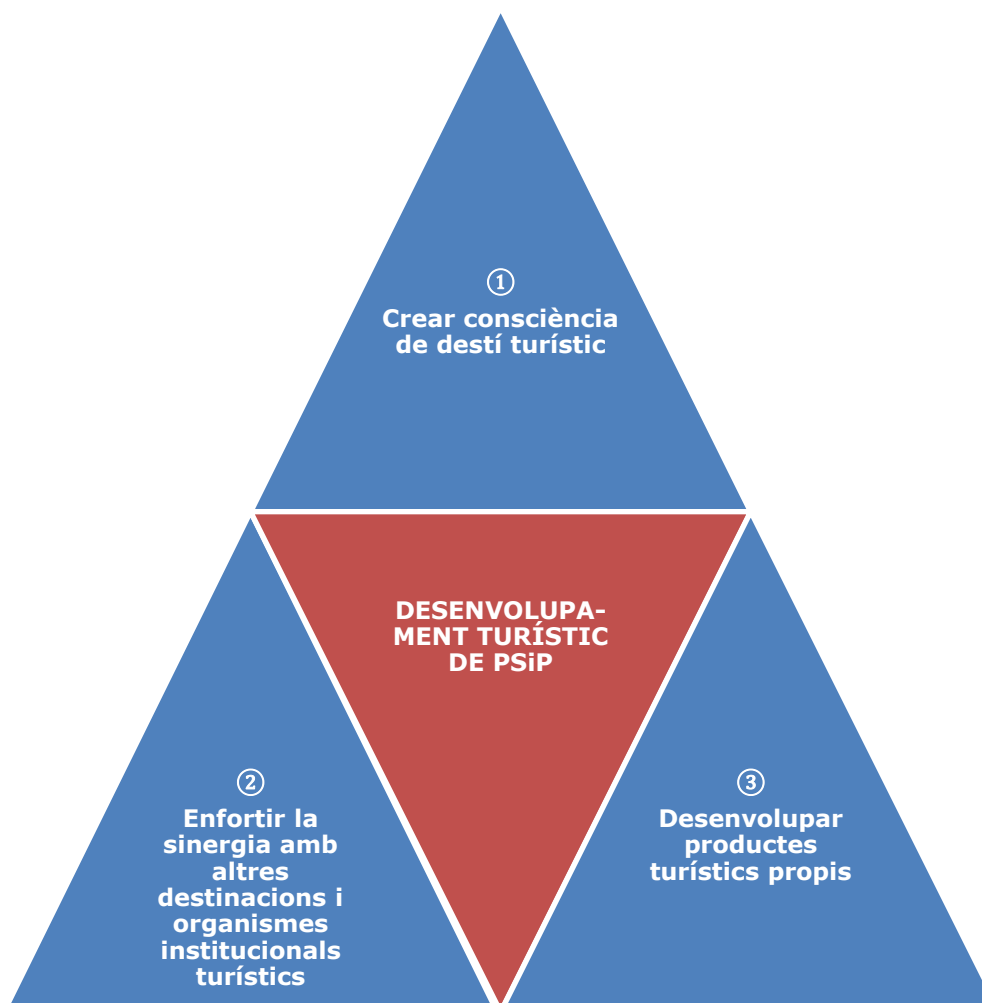 ①
Crear consciència
de destí turístic
DESENVOLUPA-
MENT TURÍSTIC
DE PSiP
②
Enfortir la
sinergia amb
altres
destinacions i
organismes
institucionals
turístics
③
Desenvolupar
productes
turístics propis